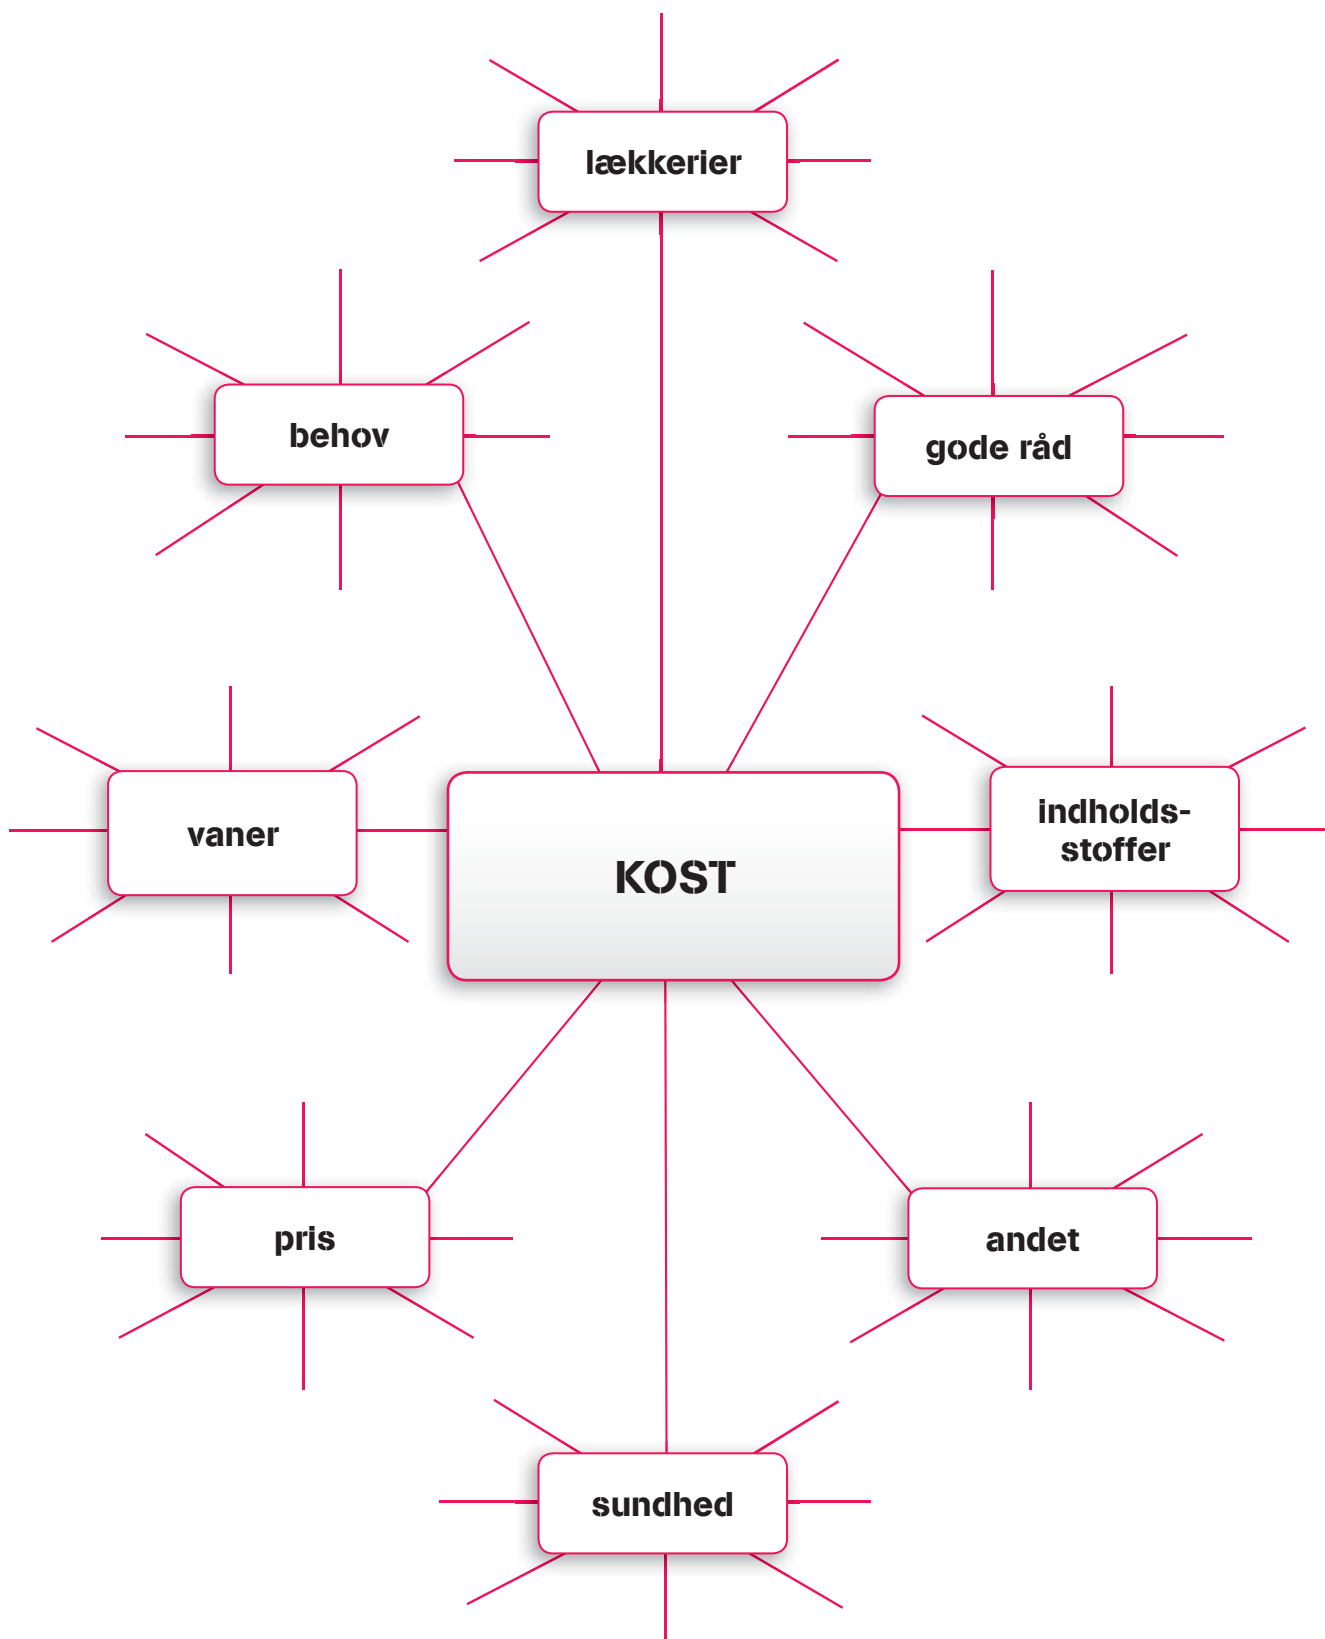 lækkerier
behov
gode råd
vaner
KOST
indholds-
stoffer
pris
andet
sundhed